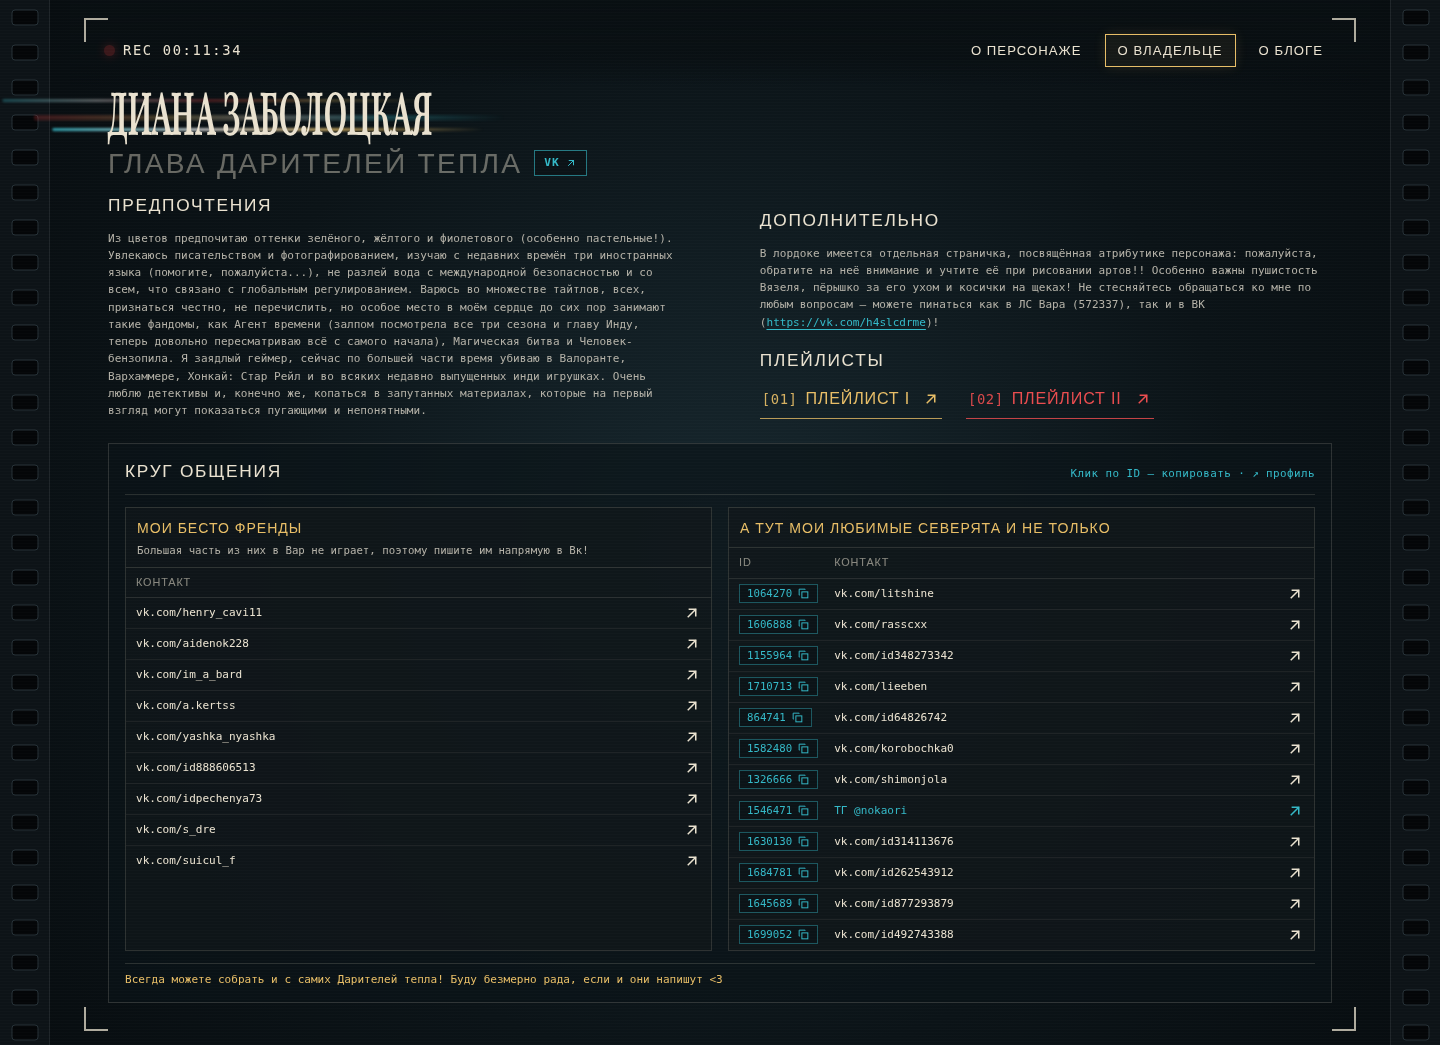 REC 00:11:34
О ПЕРСОНАЖЕ
О ВЛАДЕЛЬЦЕ
О БЛОГЕ
ДИАНА ЗАБОЛОЦКАЯ
ГЛАВА ДАРИТЕЛЕЙ ТЕПЛА
VK ↗
ПРЕДПОЧТЕНИЯ
Из цветов предпочитаю оттенки зелёного, жёлтого и фиолетового (особенно пастельные!).
Увлекаюсь писательством и фотографированием, изучаю с недавних времён три иностранных
языка (помогите, пожалуйста...), не разлей вода с международной безопасностью и со
всем, что связано с глобальным регулированием. Варюсь во множестве тайтлов, всех,
признаться честно, не перечислить, но особое место в моём сердце до сих пор занимают
такие фандомы, как Агент времени (залпом посмотрела все три сезона и главу Инду,
теперь довольно пересматриваю всё с самого начала), Магическая битва и Человек-
бензопила. Я заядлый геймер, сейчас по большей части время убиваю в Валоранте,
Вархаммере, Хонкай: Стар Рейл и во всяких недавно выпущенных инди игрушках. Очень
люблю детективы и, конечно же, копаться в запутанных материалах, которые на первый
взгляд могут показаться пугающими и непонятными.
ДОПОЛНИТЕЛЬНО
В лордоке имеется отдельная страничка, посвящённая атрибутике персонажа: пожалуйста,
обратите на неё внимание и учтите её при рисовании артов!! Особенно важны пушистость
Вязеля, пёрышко за его ухом и косички на щеках! Не стесняйтесь обращаться ко мне по
любым вопросам — можете пинаться как в ЛС Вара (572337), так и в ВК
(https://vk.com/h4slcdrme)!
ПЛЕЙЛИСТЫ
[01] ПЛЕЙЛИСТ I ↗
[02] ПЛЕЙЛИСТ II ↗
КРУГ ОБЩЕНИЯ
Клик по ID — копировать · ↗ профиль
МОИ БЕСТО ФРЕНДЫ
Большая часть из них в Вар не играет, поэтому пишите им напрямую в Вк!
КОНТАКТ
vk.com/henry_cavi11
vk.com/aidenok228
vk.com/im_a_bard
vk.com/a.kertss
vk.com/yashka_nyashka
vk.com/id888606513
vk.com/idpechenya73
vk.com/s_dre
vk.com/suicul_f
А ТУТ МОИ ЛЮБИМЫЕ СЕВЕРЯТА И НЕ ТОЛЬКО
ID КОНТАКТ
1064270 vk.com/litshine
1606888 vk.com/rasscxx
1155964 vk.com/id348273342
1710713 vk.com/lieeben
864741 vk.com/id64826742
1582480 vk.com/korobochka0
1326666 vk.com/shimonjola
1546471 ТГ @nokaori
1630130 vk.com/id314113676
1684781 vk.com/id262543912
1645689 vk.com/id877293879
1699052 vk.com/id492743388
Всегда можете собрать и с самих Дарителей тепла! Буду безмерно рада, если и они напишут <3